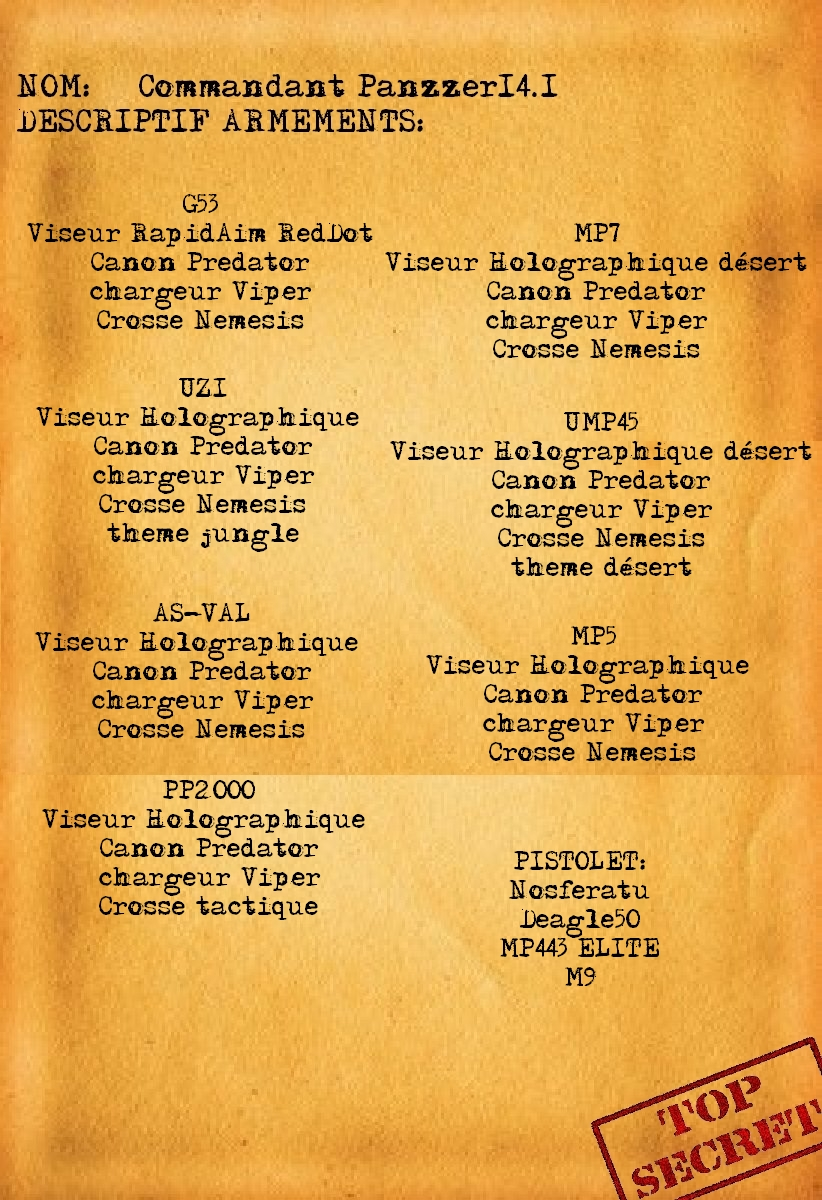 NOM: Commandant PanzzerI4.I
DESCRIPTIF ARMEMENTS:
G53
Viseur RapidAim RedDot
Canon Predator
chargeur Viper
Crosse Nemesis
UZI
Viseur Holographique
Canon Predator
chargeur Viper
Crosse Nemesis
theme jungle
AS-VAL
Viseur Holographique
Canon Predator
chargeur Viper
Crosse Nemesis
PP2000
Viseur Holographique
Canon Predator
chargeur Viper
Crosse tactique
MP7
Viseur Holographique désert
Canon Predator
chargeur Viper
Crosse Nemesis
UMP45
Viseur Holographique désert
Canon Predator
chargeur Viper
Crosse Nemesis
theme désert
MP5
Viseur Holographique
Canon Predator
chargeur Viper
Crosse Nemesis
PISTOLET:
Nosferatu
Deagle50
MP443 ELITE
M9
TOP
SECRET